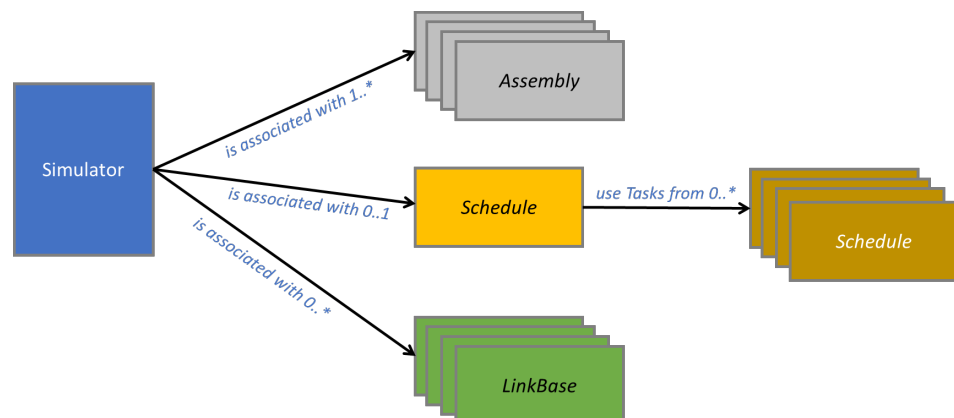 Assembly
is associated with 1..*
Simulator
is associated with 0..1
Schedule
use Tasks from 0..*
Schedule
is associated with 0..*
LinkBase